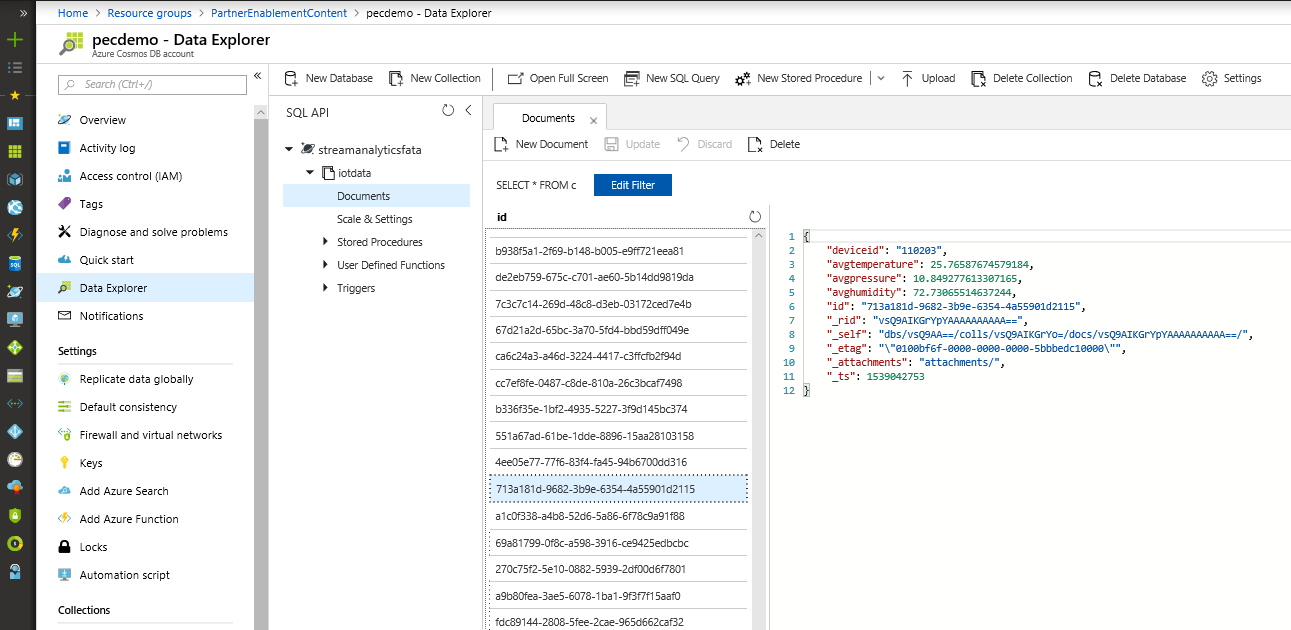 Home > Resource groups > PartnerEnablementContent > pecdemo - Data Explorer
pecdemo - Data Explorer
Azure Cosmos DB account
Search (Ctrl+/)
Overview
Activity log
Access control (IAM)
Tags
Diagnose and solve problems
Quick start
Data Explorer
Notifications
Settings
Replicate data globally
Default consistency
Firewall and virtual networks
Keys
Add Azure Search
Add Azure Function
Locks
Automation script
Collections
New Database New Collection Open Full Screen New SQL Query New Stored Procedure Upload Delete Collection Delete Database Settings
SQL API
streamanalyticsfata
iotdata
Documents
Scale & Settings
Stored Procedures
User Defined Functions
Triggers
Documents
New Document Update Discard Delete
SELECT * FROM c Edit Filter
id
b938f5a1-2f69-b148-b005-e9ff721eea81
de2eb759-675c-c701-ae60-5b14dd9819da
7c3c7c14-269d-48c8-d3eb-03172ced7e4b
67d21a2d-65bc-3a70-5fd4-bbd59dff049e
ca6c24a3-a46d-3224-4417-c3ffcfb2f94d
cc7ef8fe-0487-c8de-810a-26c3bcaf7498
b336f35e-1bf2-4935-5227-3f9d145bc374
551a67ad-61be-1dde-8896-15aa28103158
4ee05e77-77f6-83f4-fa45-94b6700dd316
713a181d-9682-3b9e-6354-4a55901d2115
a1c0f338-a4b8-52d6-5a86-6f78c9a91f88
69a81799-0f8c-a598-3916-ce9425edbcbc
270c75f2-5e10-0882-5939-2df00d6f7801
a9b80fea-3ae5-6078-1ba1-9f3f7f15aaf0
fdc89144-2808-5fee-2cae-965d662caf32
1 {
2 "deviceid": "110203",
3 "avgtemperature": 25.76587674579184,
4 "avgpressure": 10.849277613307165,
5 "avghumidity": 72.73065514637244,
6 "id": "713a181d-9682-3b9e-6354-4a55901d2115",
7 "_rid": "vsQ9AIKGrYpYAAAAAAAAAA==",
8 "_self": "dbs/vsQ9AA==/colls/vsQ9AIKGrYo=/docs/vsQ9AIKGrYpYAAAAAAAAAA==/",
9 "_etag": "\"0100bf6f-0000-0000-0000-5bbbedc10000\"",
10 "_attachments": "attachments/",
11 "_ts": 1539042753
12 }